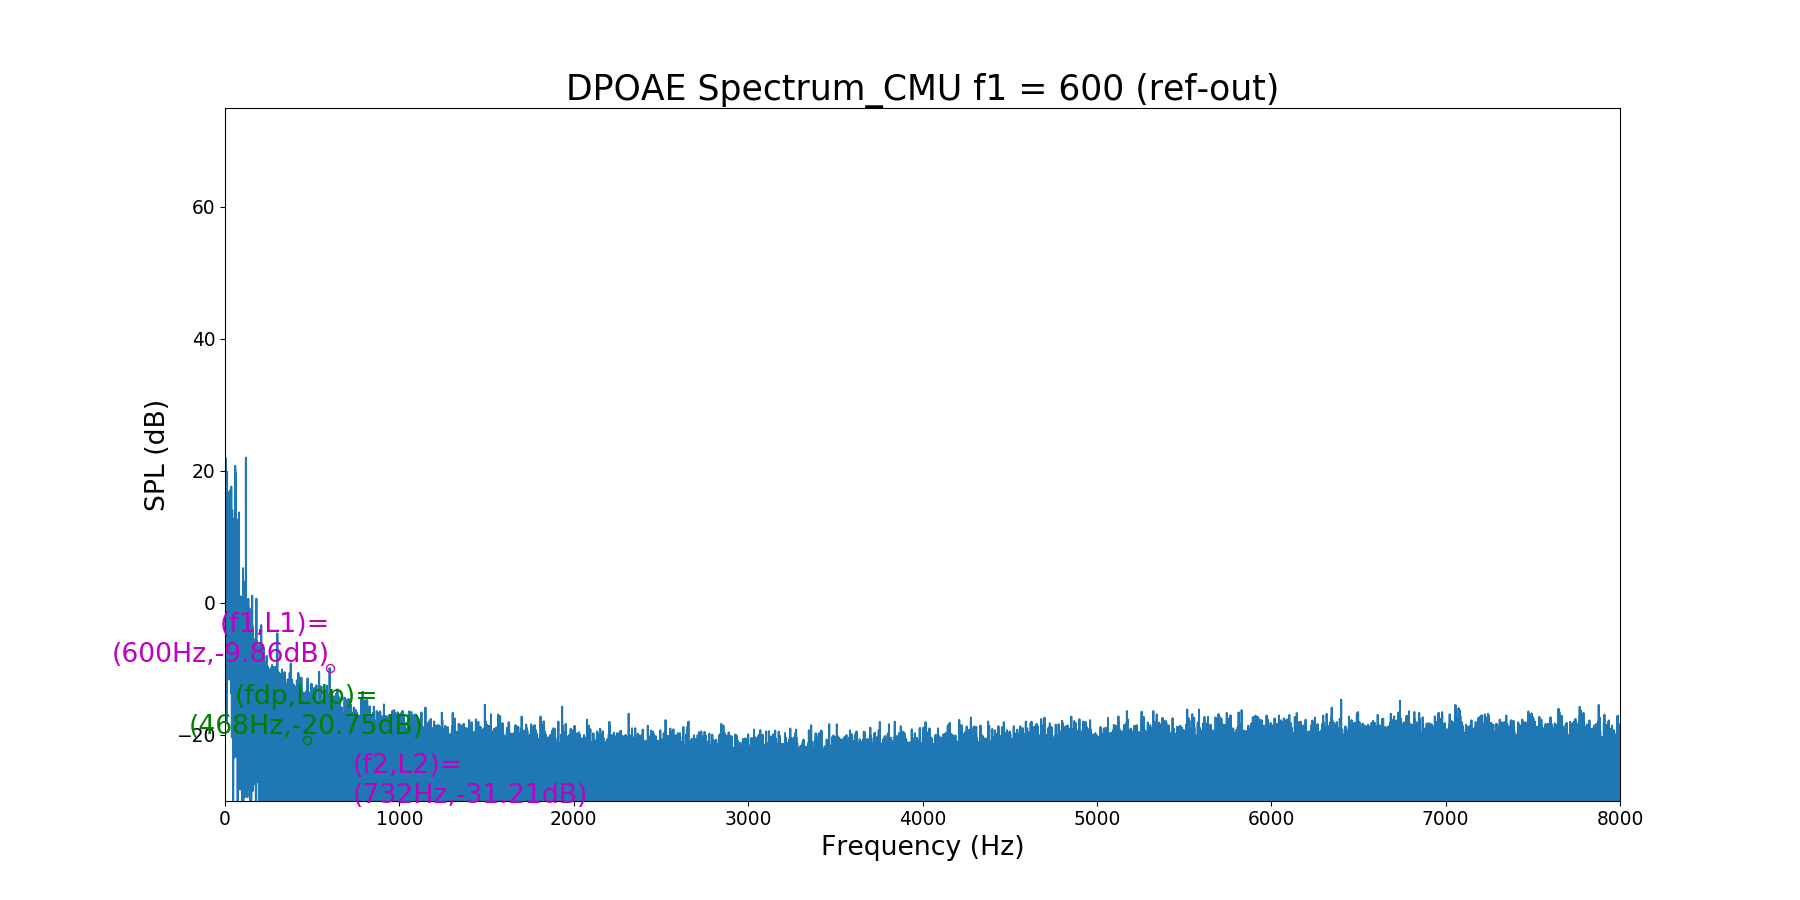 DPOAE Spectrum_CMU f1 = 600 (ref-out)
60
40
20
0
−20
SPL (dB)
(f1,L1)=
(600Hz,-9.86dB)
(fdp,Ldp)=
(468Hz,-20.75dB)
(f2,L2)=
(732Hz,-31.21dB)
0 1000 2000 3000 4000 5000 6000 7000 8000
Frequency (Hz)